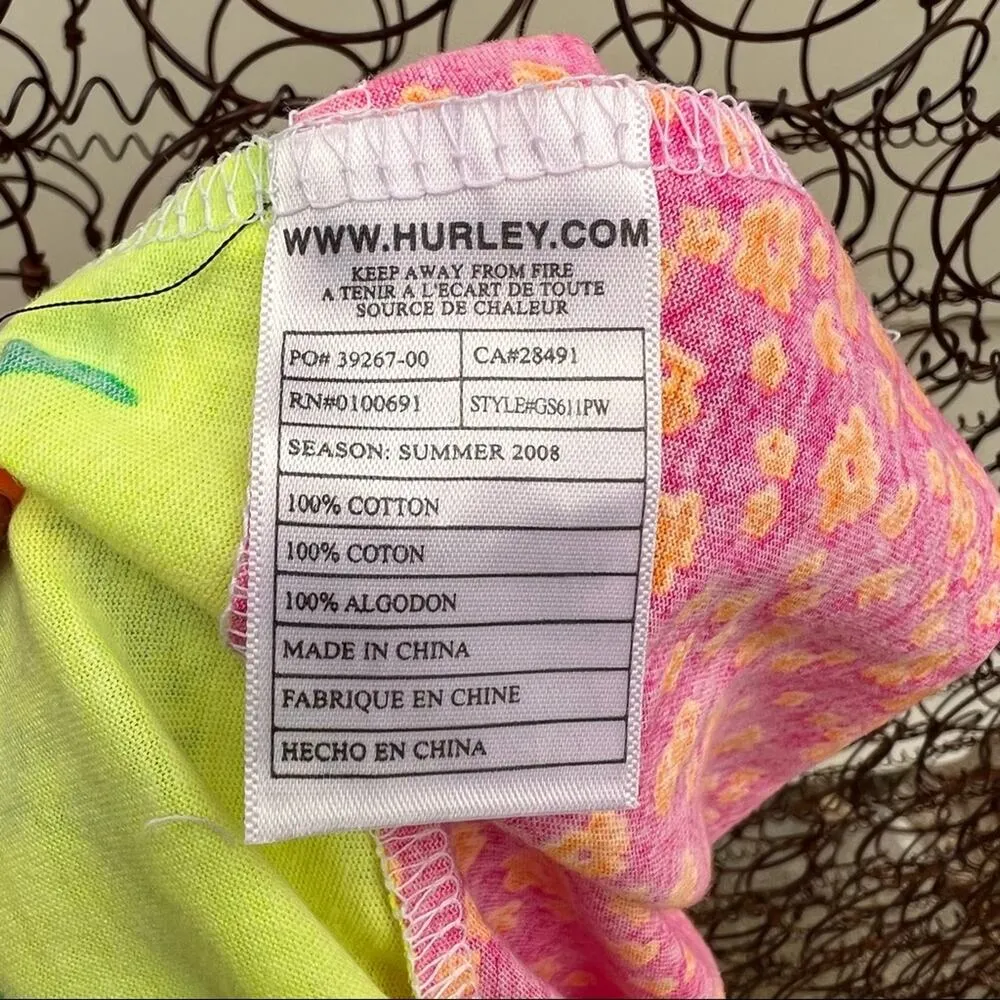 WWW.HURLEY.COM
KEEP AWAY FROM FIRE
A TENIR A L'ECART DE TOUTE
SOURCE DE CHALEUR
PO# 39267-00 CA#28491
RN#0100691 STYLE#GS611PW
SEASON: SUMMER 2008
100% COTTON
100% COTON
100% ALGODON
MADE IN CHINA
FABRIQUE EN CHINE
HECHO EN CHINA